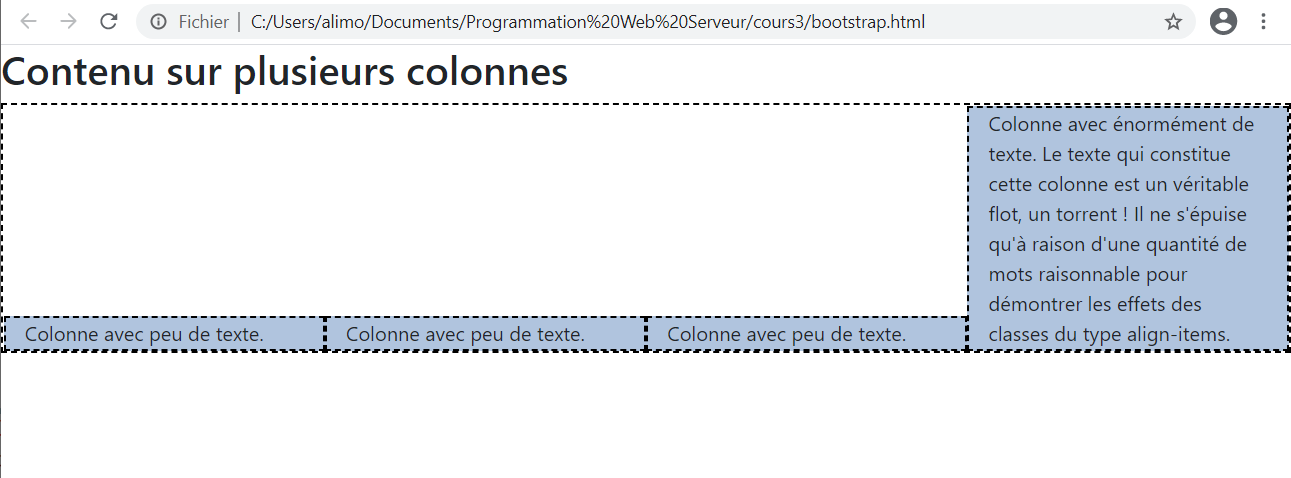 Fichier | C:/Users/alimo/Documents/Programmation%20Web%20Serveur/cours3/bootstrap.html
Contenu sur plusieurs colonnes
Colonne avec peu de texte.
Colonne avec peu de texte.
Colonne avec peu de texte.
Colonne avec énormément de
texte. Le texte qui constitue
cette colonne est un véritable
flot, un torrent ! Il ne s'épuise
qu'à raison d'une quantité de
mots raisonnable pour
démontrer les effets des
classes du type align-items.